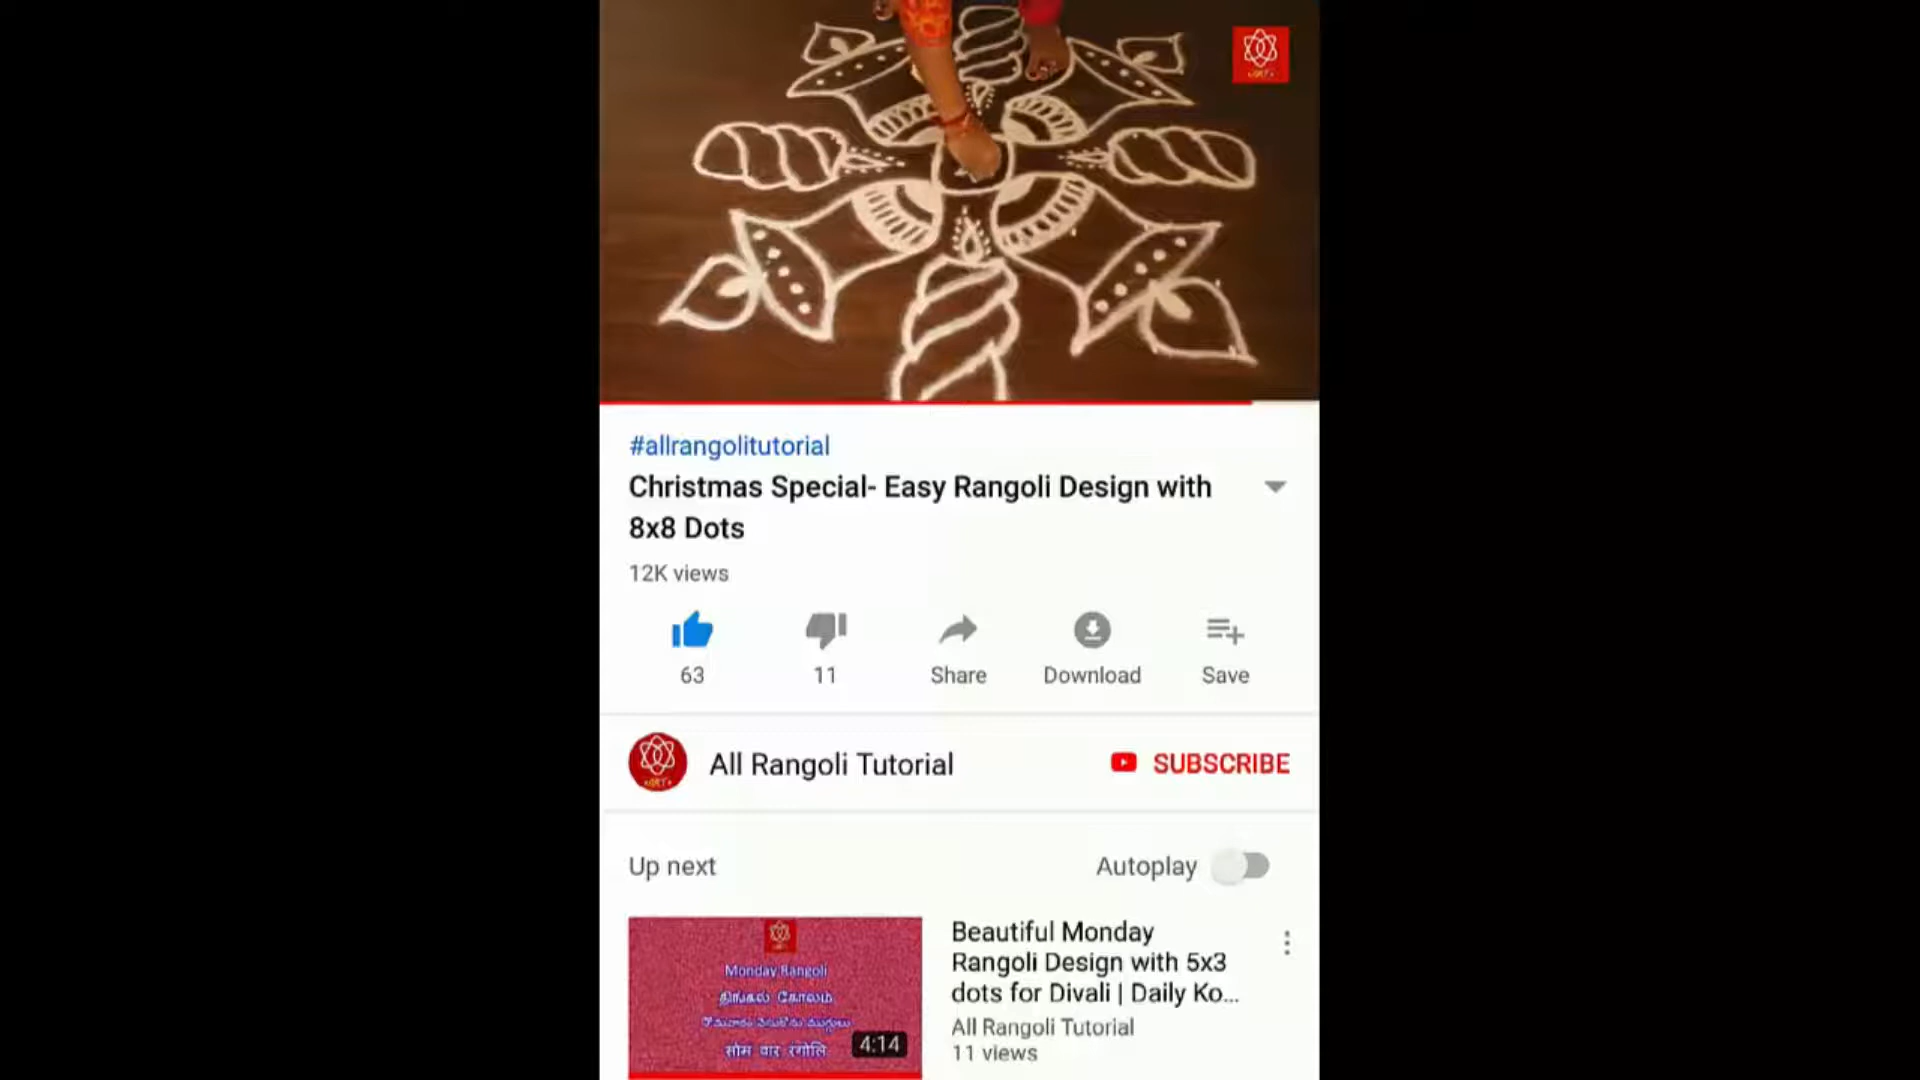 #allrangolitutorial
Christmas Special- Easy Rangoli Design with
8x8 Dots
12K views
63
11
Share
Download
Save
All Rangoli Tutorial
SUBSCRIBE
Up next
Autoplay
Monday Rangoli
திங்கள் கோலம்
सोम वार रंगोलि
4:14
Beautiful Monday
Rangoli Design with 5x3
dots for Divali | Daily Ko...
All Rangoli Tutorial
11 views